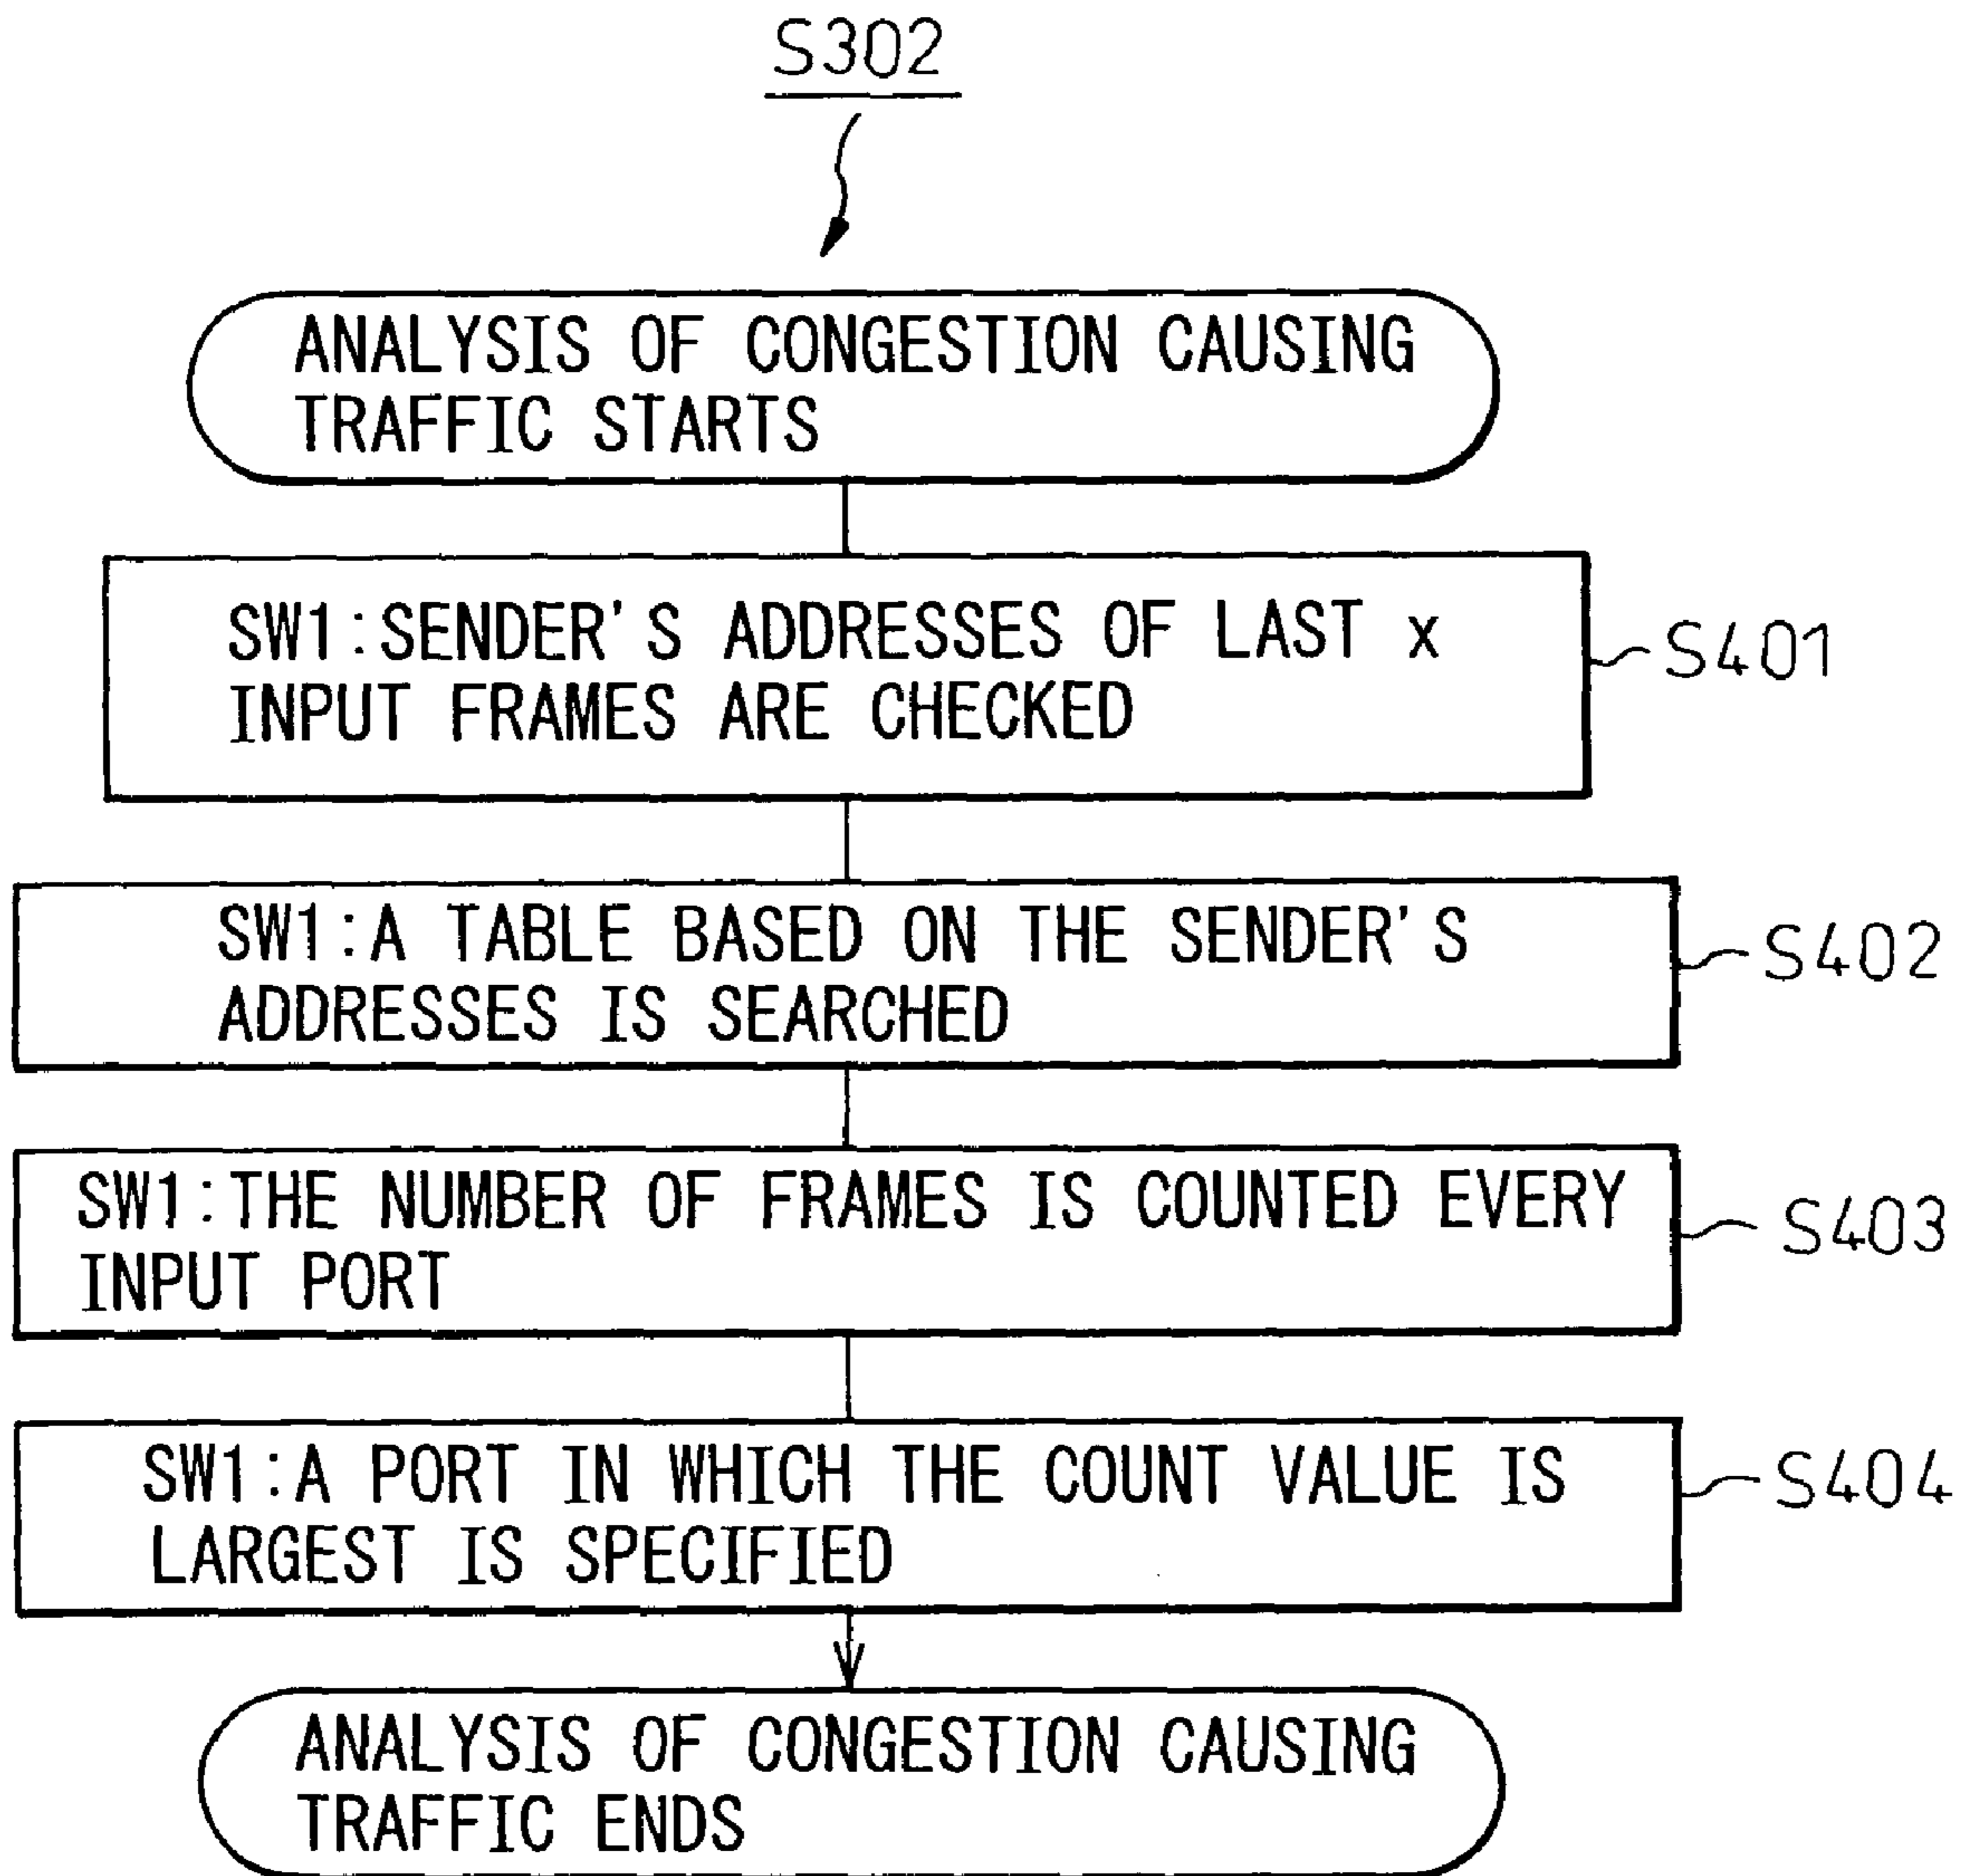 S302
ANALYSIS OF CONGESTION CAUSING
TRAFFIC STARTS
SW1:SENDER'S ADDRESSES OF LAST x
INPUT FRAMES ARE CHECKED
S401
SW1:A TABLE BASED ON THE SENDER'S
ADDRESSES IS SEARCHED
S402
SW1:THE NUMBER OF FRAMES IS COUNTED EVERY
INPUT PORT
S403
SW1:A PORT IN WHICH THE COUNT VALUE IS
LARGEST IS SPECIFIED
S404
ANALYSIS OF CONGESTION CAUSING
TRAFFIC ENDS